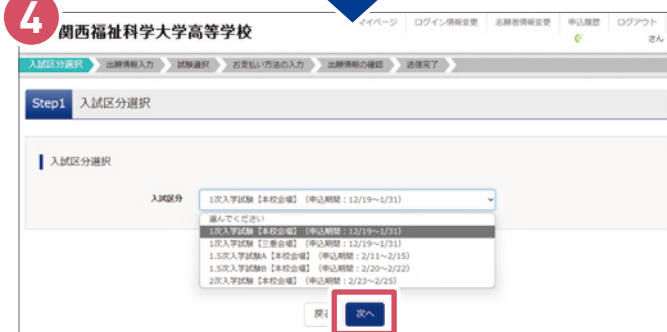 4
関西福祉科学大学高等学校
マイページ ログイン情報変更 志願者情報変更 申込履歴 ログアウト
さん
入試区分選択 出願情報入力 試験選択 お支払い方法の入力 出願情報の確認 送信完了
Step1 入試区分選択
入試区分選択
入試区分 1次入学試験【本校会場】（申込期間：12/19～1/31）
選んでください
1次入学試験【本校会場】（申込期間：12/19～1/31）
1次入学試験【三重会場】（申込期間：12/19～1/31）
1.5次入学試験A【本校会場】（申込期間：2/11～2/15）
1.5次入学試験B【本校会場】（申込期間：2/20～2/22）
2次入学試験【本校会場】（申込期間：2/23～2/25）
戻る 次へ